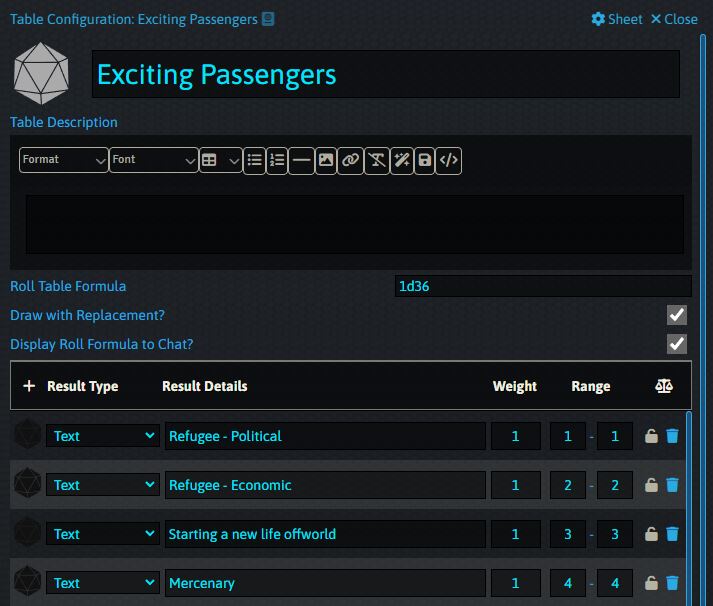 Table Configuration: Exciting Passengers Sheet Close
Exciting Passengers
Table Description
Format Font
Roll Table Formula 1d36
Draw with Replacement?
Display Roll Formula to Chat?
+ Result Type Result Details Weight Range
Text Refugee - Political 1 1 - 1
Text Refugee - Economic 1 2 - 2
Text Starting a new life offworld 1 3 - 3
Text Mercenary 1 4 - 4